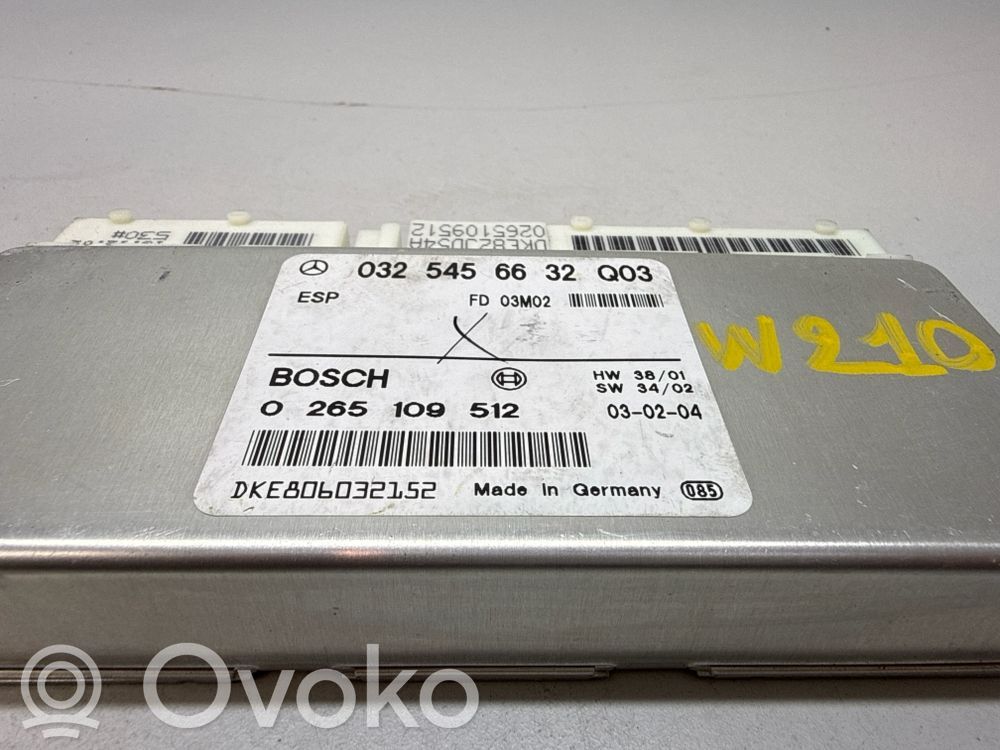 530#
DKE82JD54A
0265109512
032 545 66 32 Q03
ESP FD 03M02
BOSCH HW 38/01
SW 34/02
0 265 109 512 03-02-04
DKE806032152 Made in Germany 085
W210
Ovoko